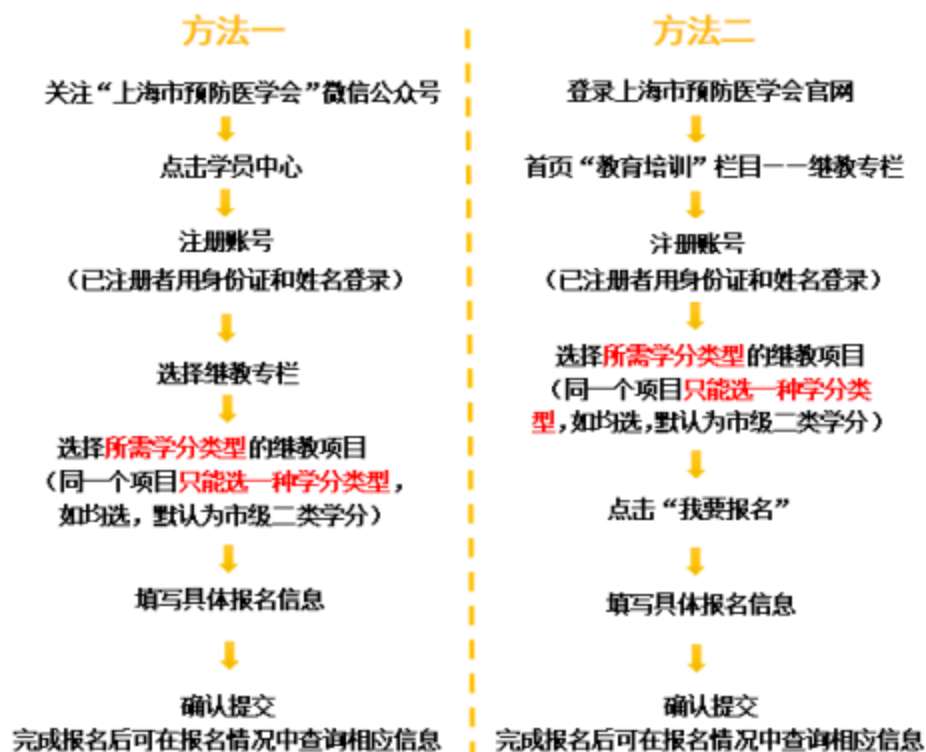 方法一
关注“上海市预防医学会”微信公众号
点击学员中心
注册账号
（已注册者用身份证和姓名登录）
选择继教专栏
选择所需学分类型的继教项目
（同一个项目只能选一种学分类型，
如均选，默认为市级二类学分）
填写具体报名信息
确认提交
完成报名后可在报名情况中查询相应信息
方法二
登录上海市预防医学会官网
首页“教育培训”栏目——继教专栏
注册账号
（已注册者用身份证和姓名登录）
选择所需学分类型的继教项目
（同一个项目只能选一种学分类
型，如均选，默认为市级二类学分）
点击“我要报名”
填写具体报名信息
确认提交
完成报名后可在报名情况中查询相应信息